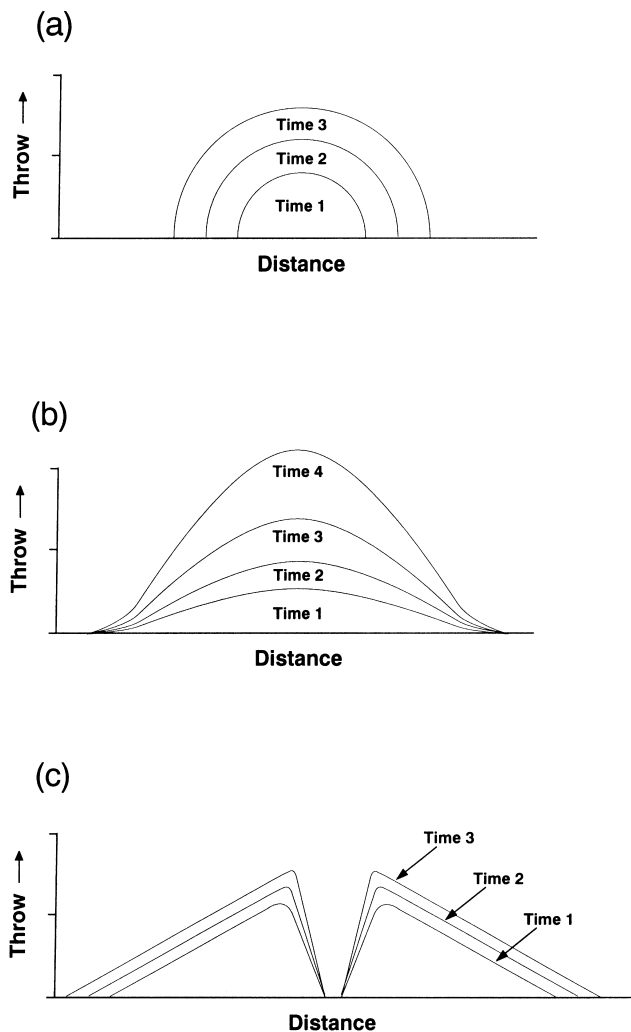 (a)
Throw →
Time 3
Time 2
Time 1
Distance
(b)
Throw →
Time 4
Time 3
Time 2
Time 1
Distance
(c)
Throw →
Time 3
Time 2
Time 1
Distance